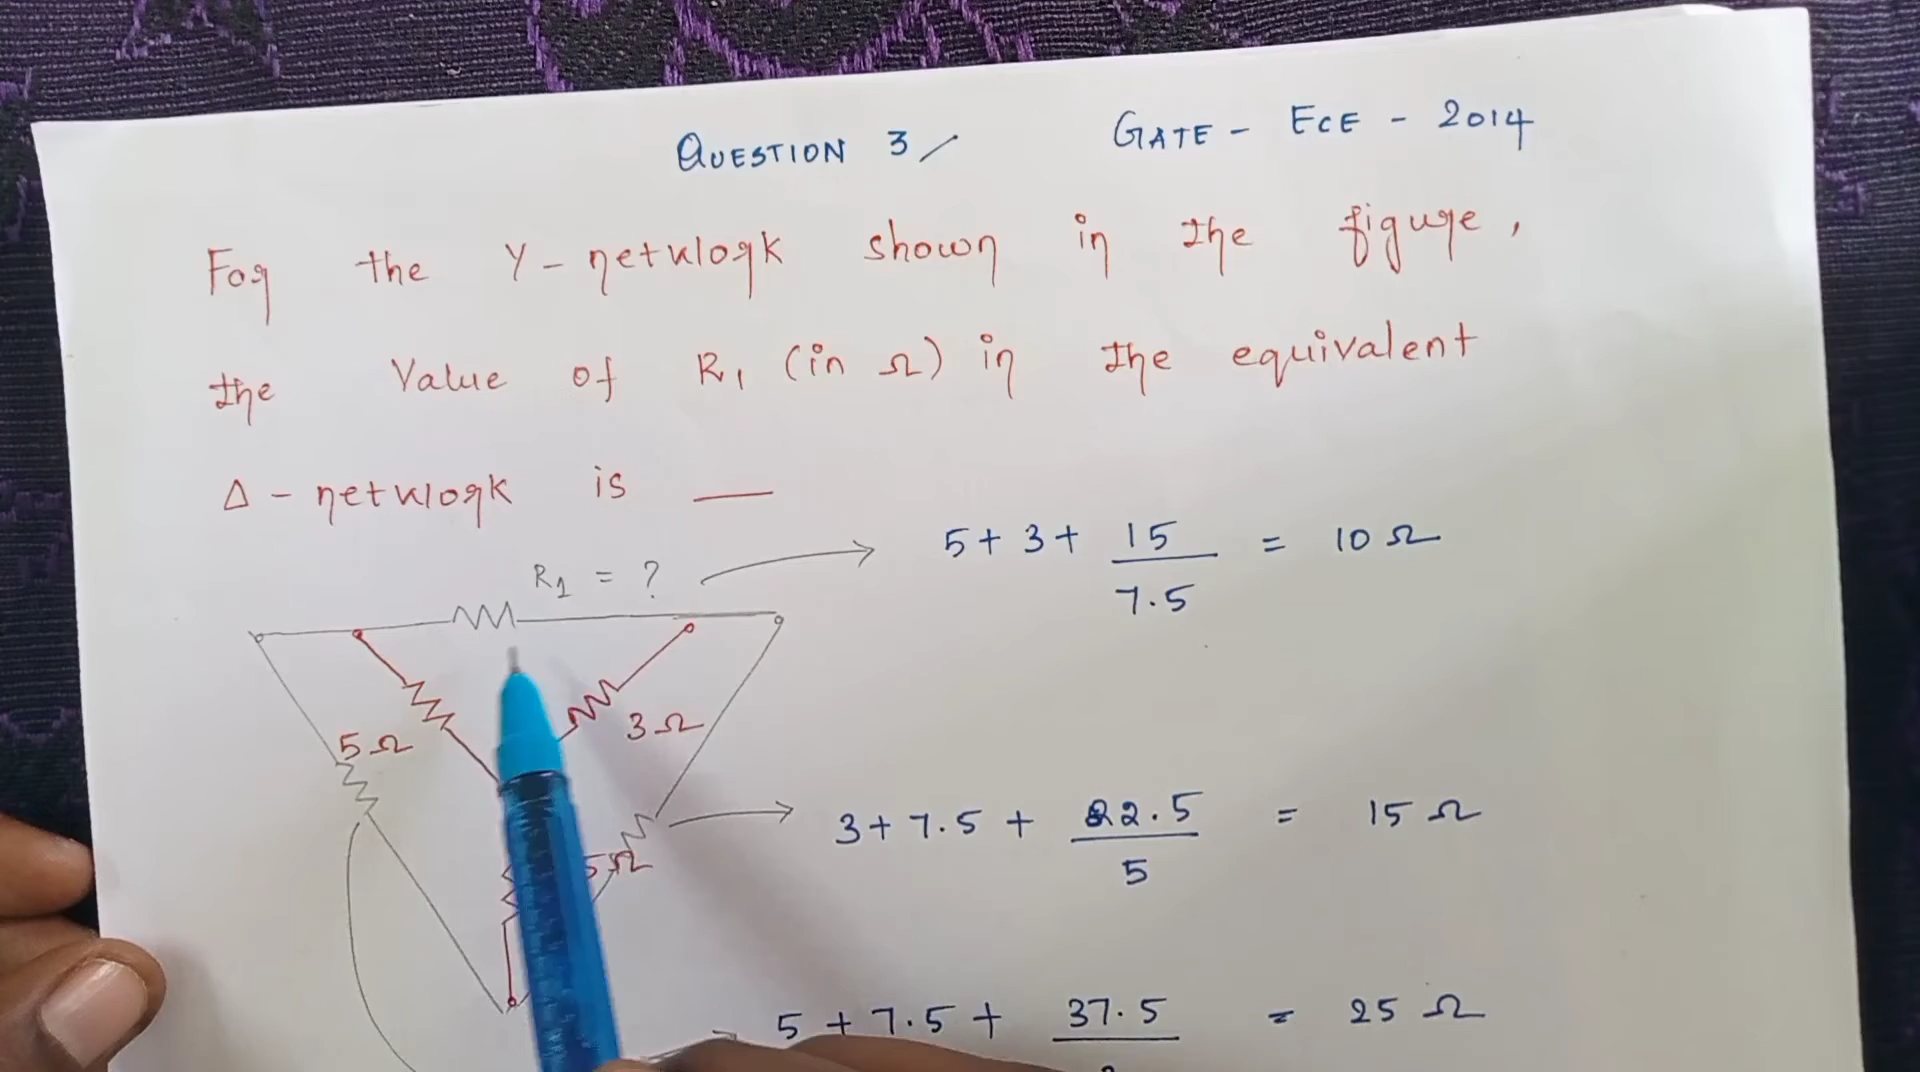 QUESTION 3/ GATE - ECE - 2014
For the Y-network shown in the figure,
the Value of R1 (in Ω) in the equivalent
Δ - network is __
5 + 3 + 15/7.5 = 10 Ω
R1 = ?
5Ω 3Ω
3 + 7.5 + 22.5/5 = 15 Ω
5Ω
5 + 7.5 + 37.5 = 25 Ω